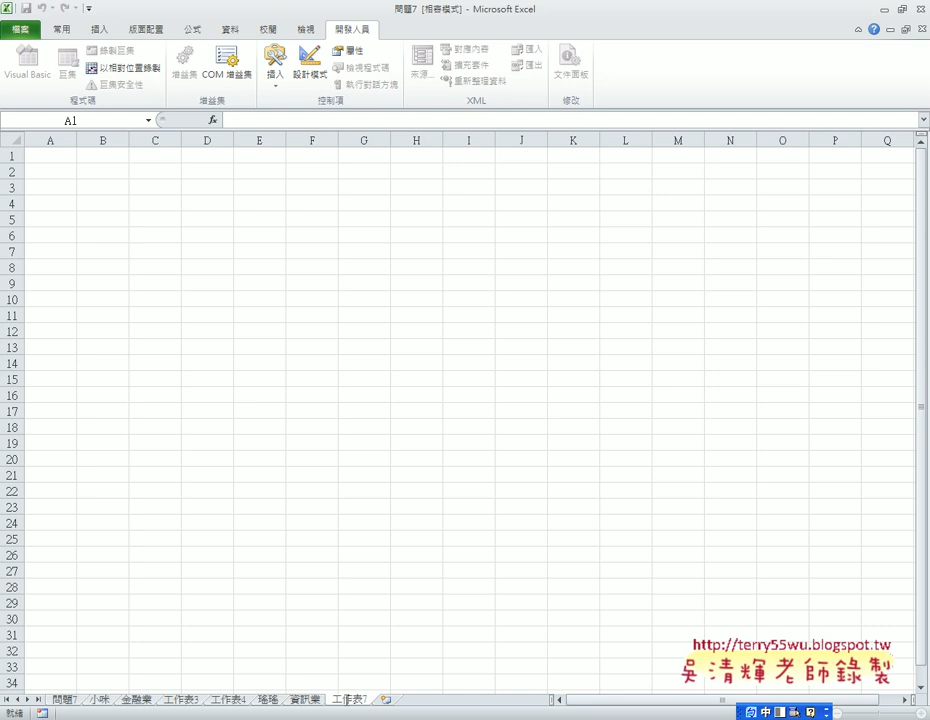 問題7 [相容模式] - Microsoft Excel
檔案 常用 插入 版面配置 公式 資料 校閱 檢視 開發人員
Visual Basic 巨集 錄製巨集 以相對位置錄製 巨集安全性 程式碼
增益集 COM 增益集 增益集
插入 設計模式 屬性 檢視程式碼 執行對話方塊 控制項
來源... 對應內容 擴充套件 重新整理資料 匯入 匯出 XML
文件面板 修改
A1 fx
A B C D E F G H I J K L M N O P Q
1
2
3
4
5
6
7
8
9
10
11
12
13
14
15
16
17
18
19
20
21
22
23
24
25
26
27
28
29
30
31
32
33
34
http://terry55wu.blogspot.tw
吳清輝老師錄製
問題7 小咪 金融業 工作表3 工作表4 瑤瑤 資訊業 工作表7
就緒
中